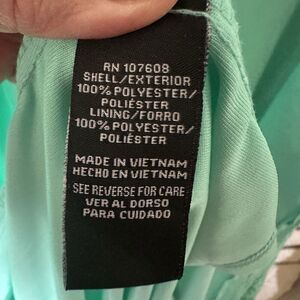 RN 107608
SHELL/EXTERIOR
100% POLYESTER/
POLIÉSTER
LINING/FORRO
100% POLYESTER/
POLIÉSTER
MADE IN VIETNAM
HECHO EN VIETNAM
SEE REVERSE FOR CARE
VER AL DORSO
PARA CUIDADO